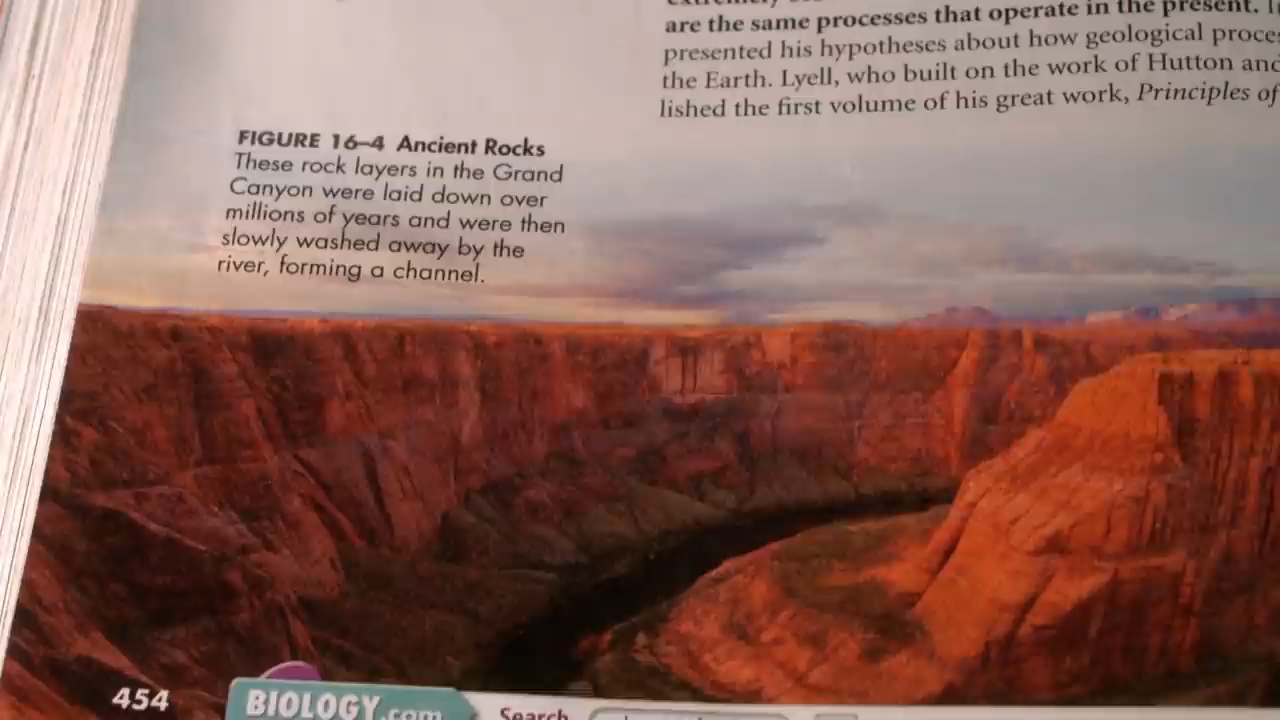 are the same processes that operate in the present.
presented his hypotheses about how geological
the Earth. Lyell, who built on the work of Hutton and
lished the first volume of his great work, Principles of
FIGURE 16–4 Ancient Rocks
These rock layers in the Grand
Canyon were laid down over
millions of years and were then
slowly washed away by the
river, forming a channel.
454
BIOLOGY.com
Search